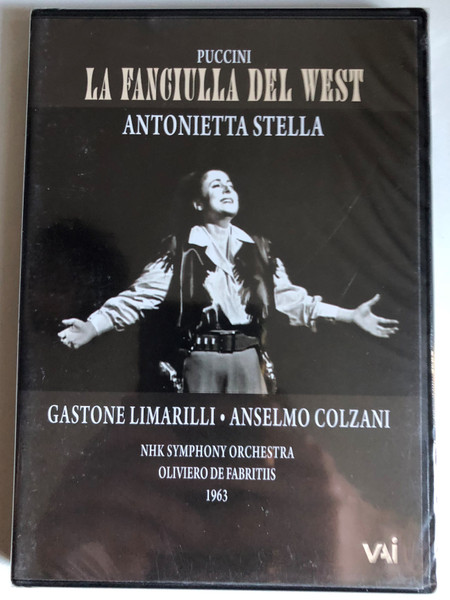 PUCCINI
LA FANCIULLA DEL WEST
ANTONIETTA STELLA
GASTONE LIMARILLI • ANSELMO COLZANI
NHK SYMPHONY ORCHESTRA
OLIVIERO DE FABRITIIS
1963
VAI